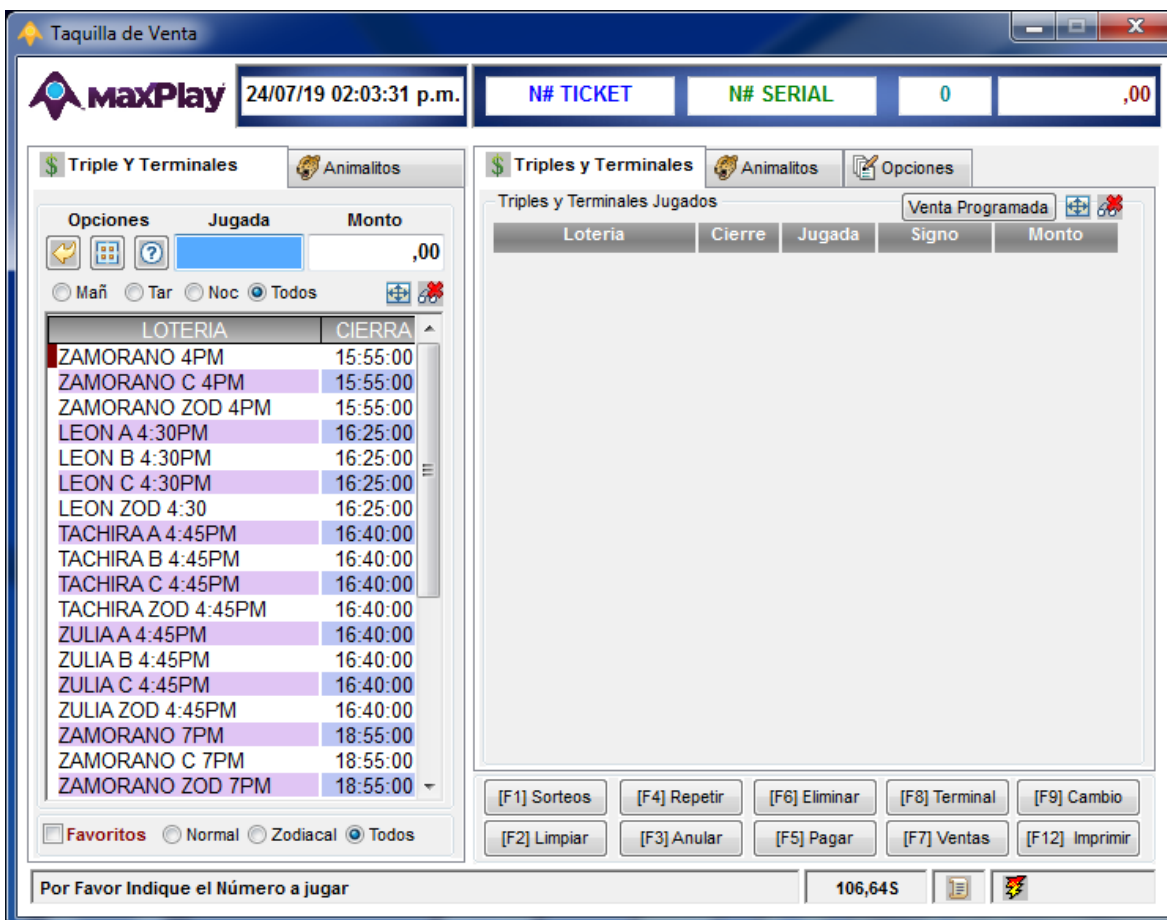 Taquilla de Venta
MaxPlay 24/07/19 02:03:31 p.m. N# TICKET N# SERIAL 0 ,00
Triple Y Terminales Animalitos
Opciones Jugada Monto
,00
Mañ Tar Noc Todos
LOTERIA CIERRA
ZAMORANO 4PM 15:55:00
ZAMORANO C 4PM 15:55:00
ZAMORANO ZOD 4PM 15:55:00
LEON A 4:30PM 16:25:00
LEON B 4:30PM 16:25:00
LEON C 4:30PM 16:25:00
LEON ZOD 4:30 16:25:00
TACHIRA A 4:45PM 16:40:00
TACHIRA B 4:45PM 16:40:00
TACHIRA C 4:45PM 16:40:00
TACHIRA ZOD 4:45PM 16:40:00
ZULIA A 4:45PM 16:40:00
ZULIA B 4:45PM 16:40:00
ZULIA C 4:45PM 16:40:00
ZULIA ZOD 4:45PM 16:40:00
ZAMORANO 7PM 18:55:00
ZAMORANO C 7PM 18:55:00
ZAMORANO ZOD 7PM 18:55:00
Favoritos Normal Zodiacal Todos
Triples y Terminales Animalitos Opciones
Triples y Terminales Jugados Venta Programada
Loteria Cierre Jugada Signo Monto
[F1] Sorteos [F4] Repetir [F6] Eliminar [F8] Terminal [F9] Cambio
[F2] Limpiar [F3] Anular [F5] Pagar [F7] Ventas [F12] Imprimir
Por Favor Indique el Número a jugar 106,64S